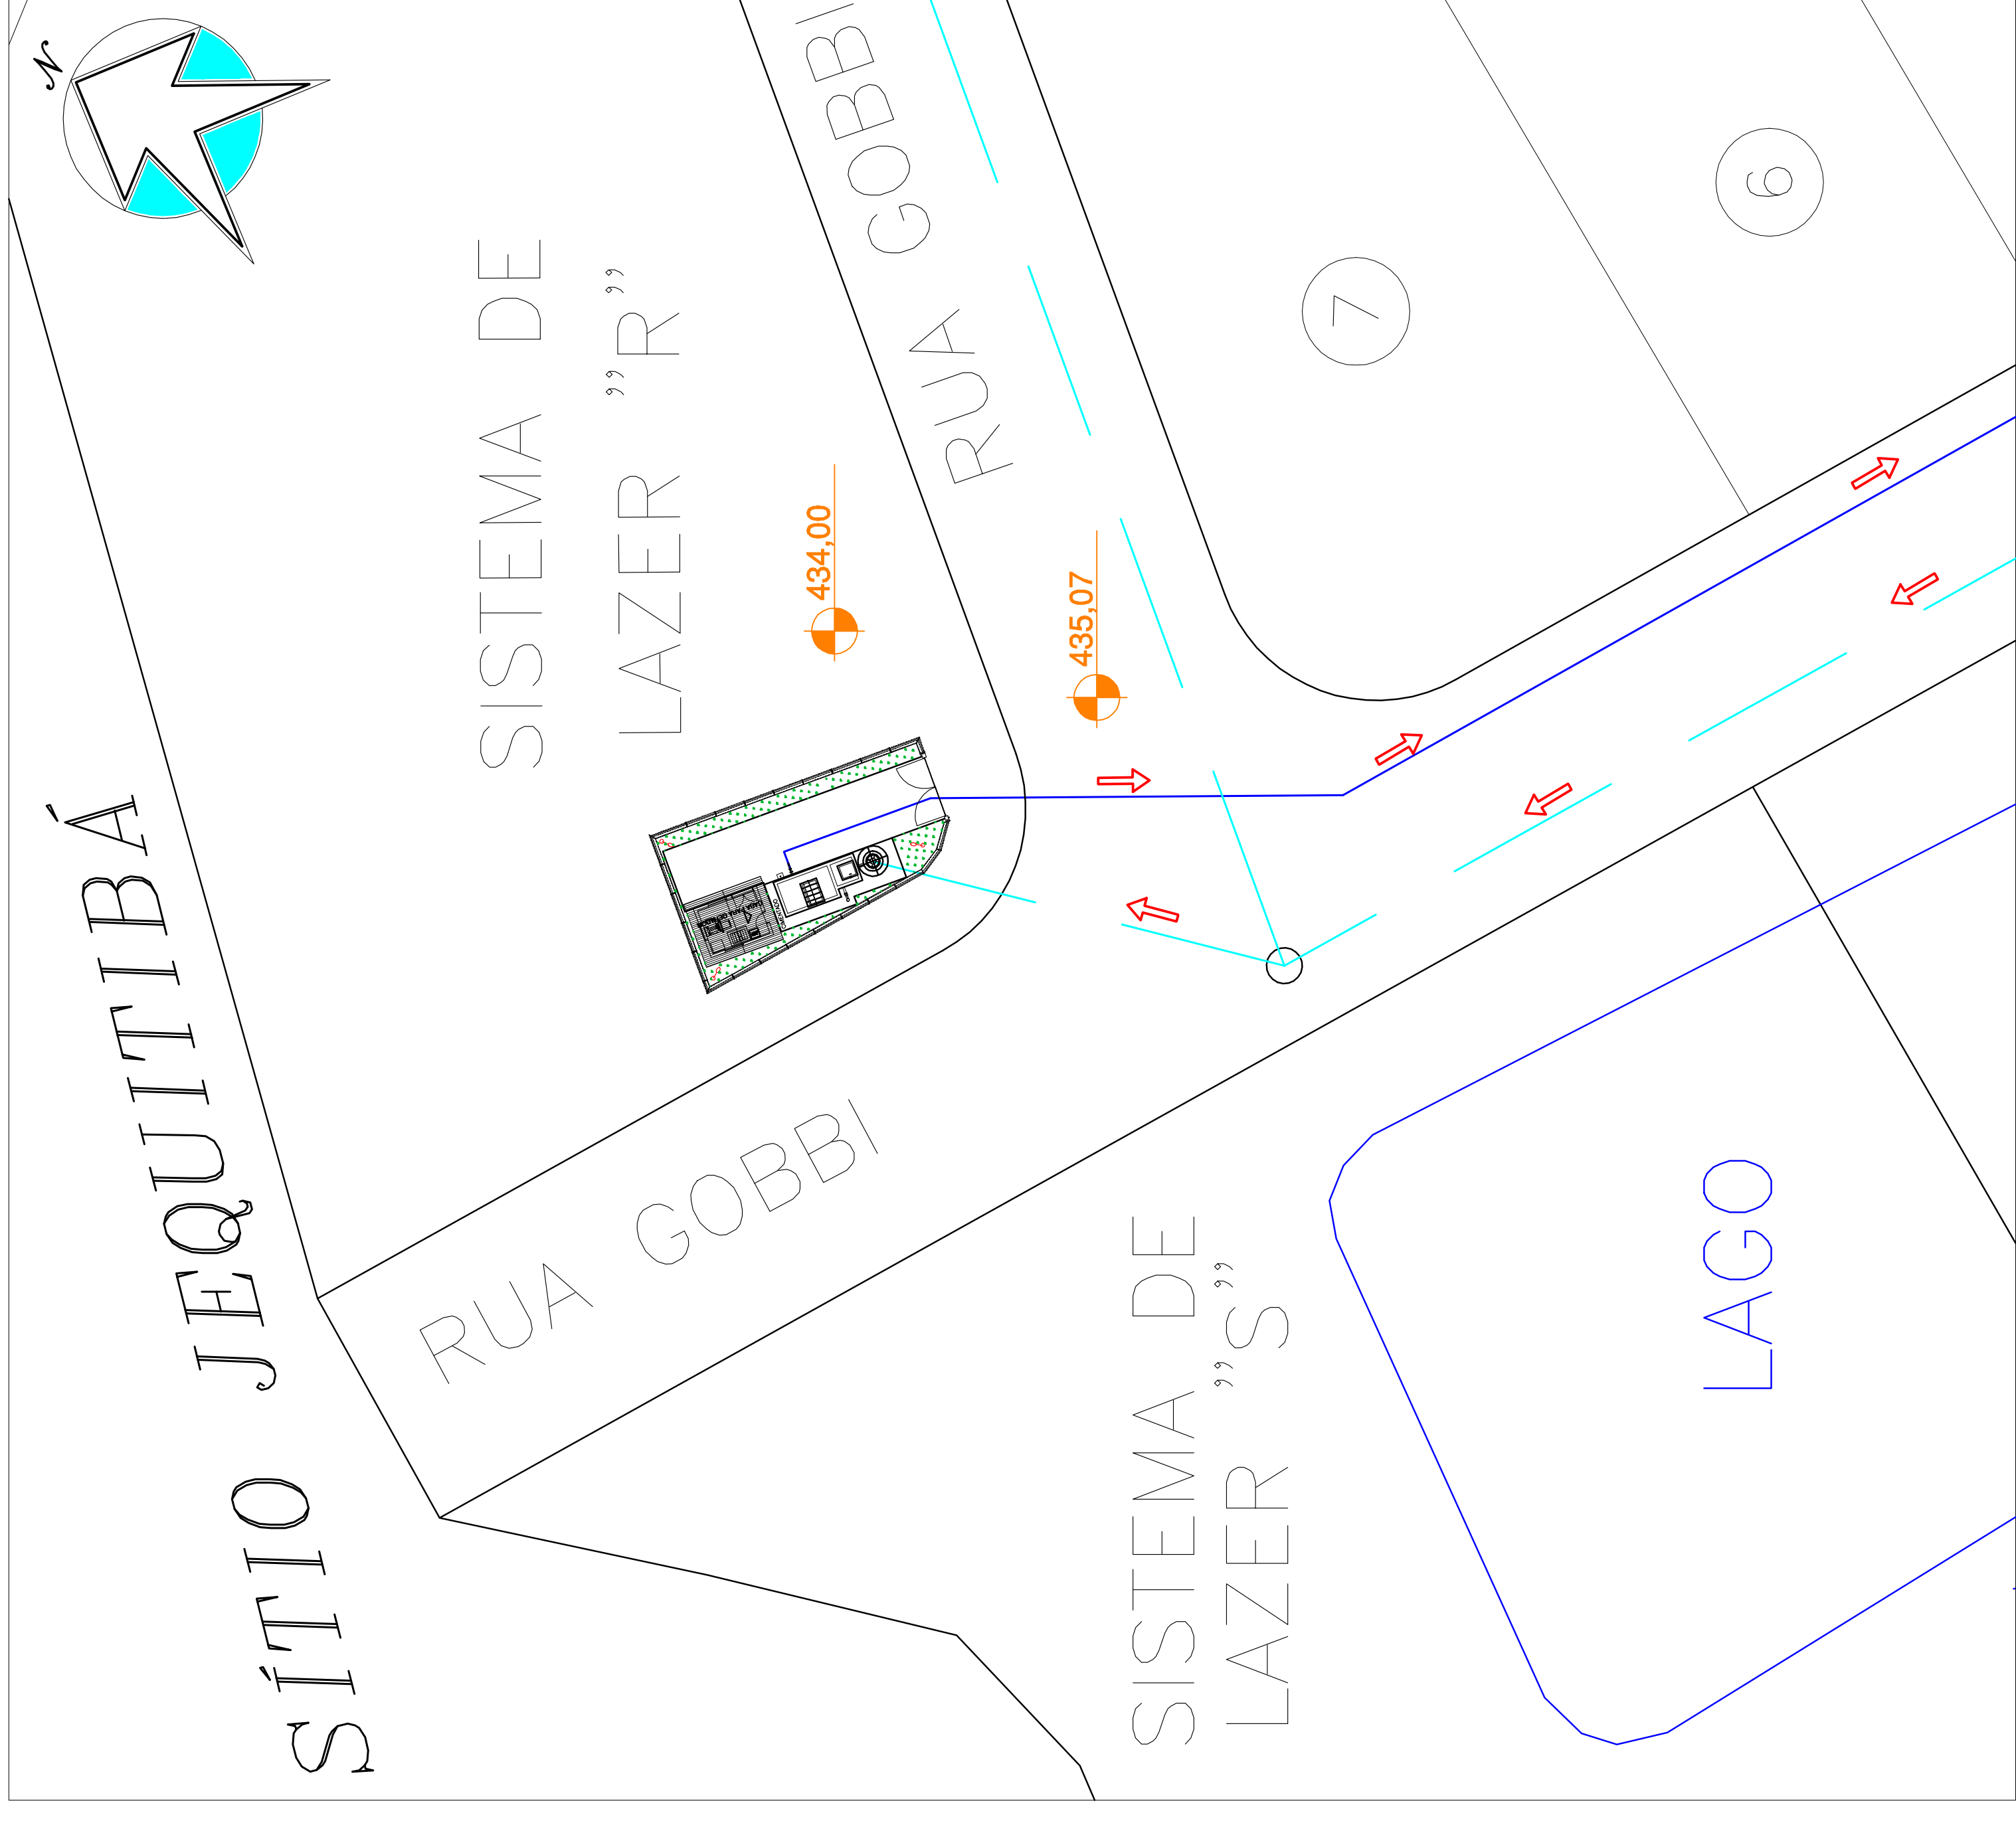 N
SISTEMA DE
LAZER "R"
RUA GOBBI
434,00
435,07
7
6
SÍTIO JEQUITIBÁ
RUA GOBBI
SISTEMA DE
LAZER "S"
LAGO